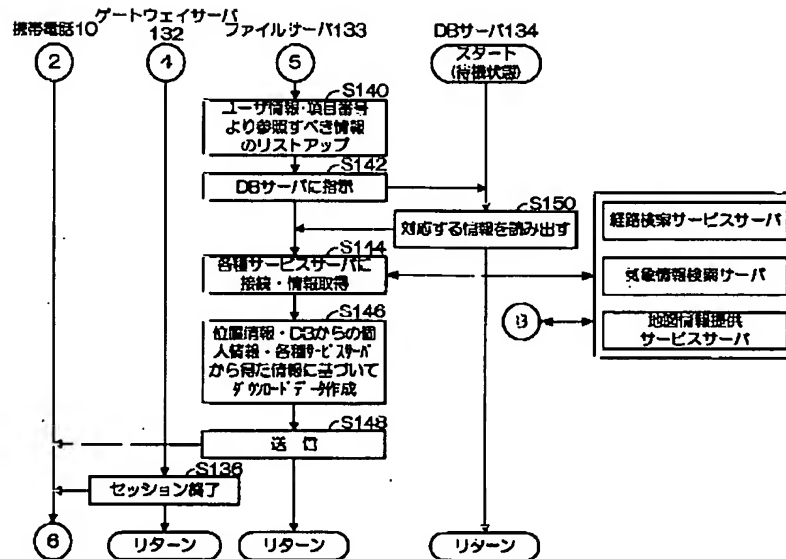 携帯電話10
ゲートウェイサーバ
132
ファイルサーバ133
DBサーバ134
2
4
5
スタート
(待機状態)
S140
ユーザ情報・項目番号
より参照すべき情報
のリストアップ
S142
DBサーバに指示
S150
対応する情報を読み出す
経路検索サービスサーバ
S144
各種サービスサーバに
接続・情報取得
気象情報検索サーバ
8
地図情報提供
サービスサーバ
S146
位置情報・DBからの個
人情報・各種サービスサーバ
から得た情報に基づいて
ダウンロードデータ作成
S148
送信
S136
セッション終了
6
リターン
リターン
リターン